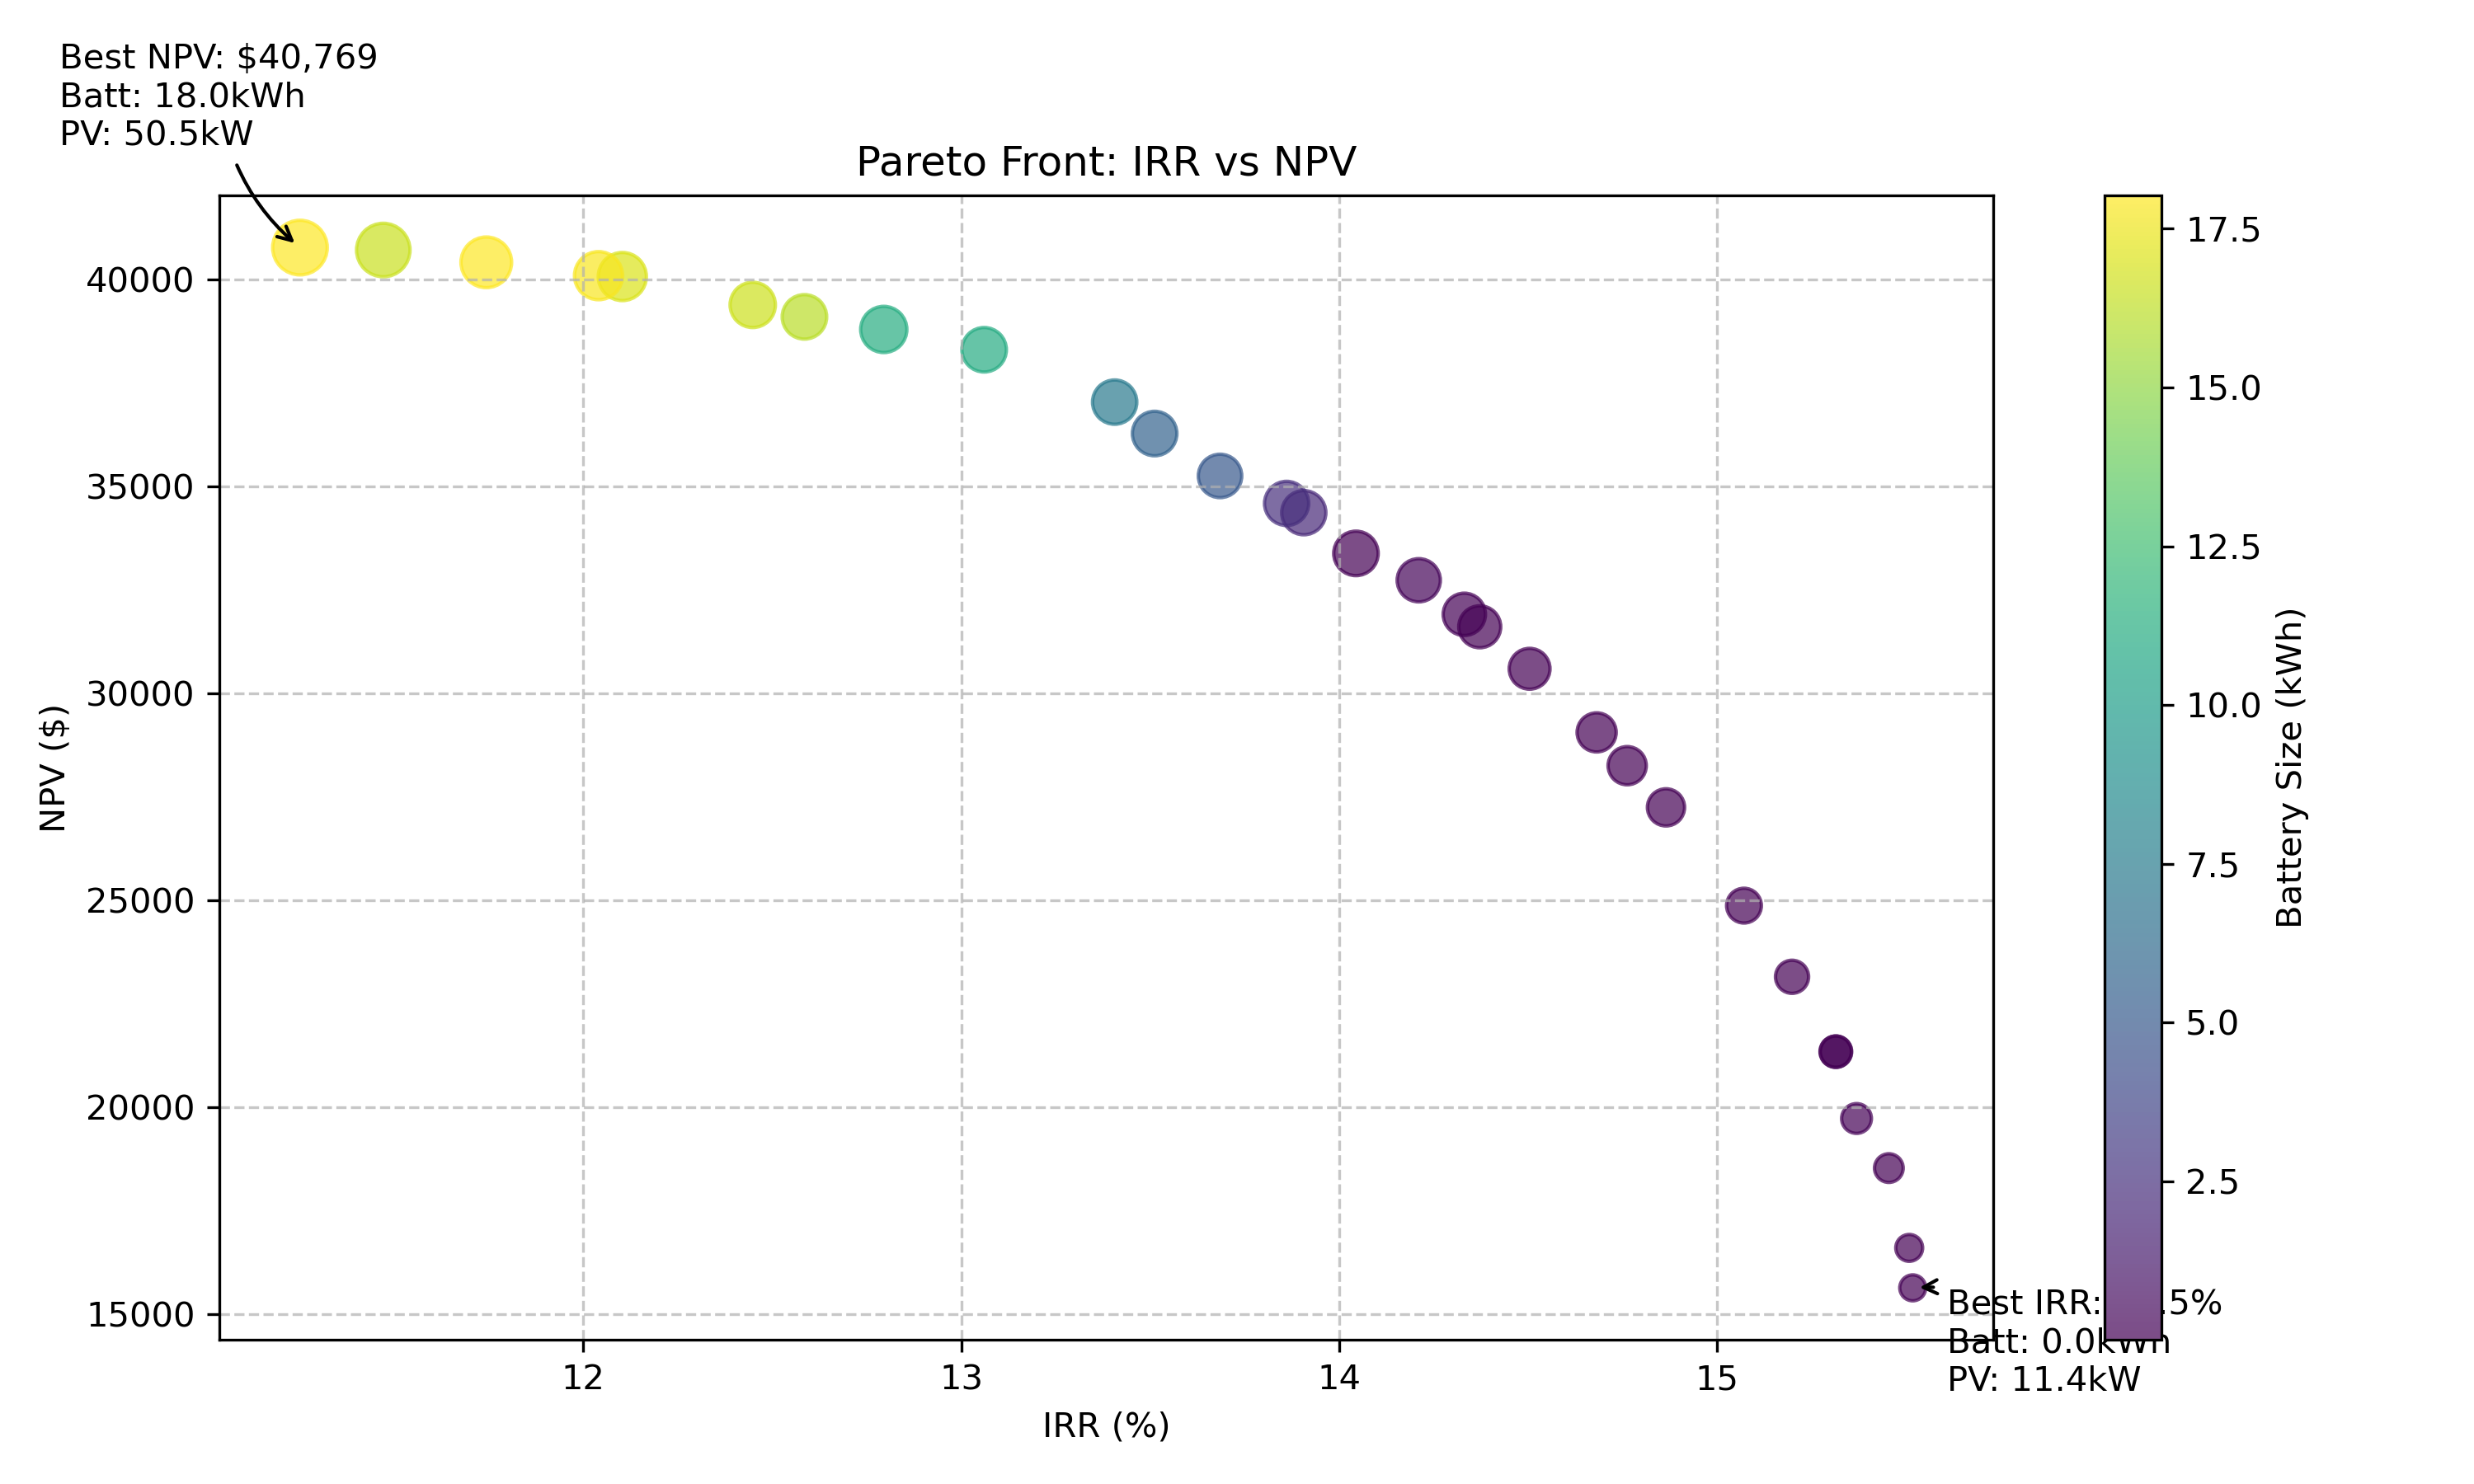 Best NPV: $40,769
Batt: 18.0kWh
PV: 50.5kW
Pareto Front: IRR vs NPV
NPV ($)
40000
35000
30000
25000
20000
15000
12
13
14
15
IRR (%)
17.5
15.0
12.5
10.0
7.5
5.0
2.5
Battery Size (kWh)
Best IRR: .5%
Batt: 0.0kWh
PV: 11.4kW